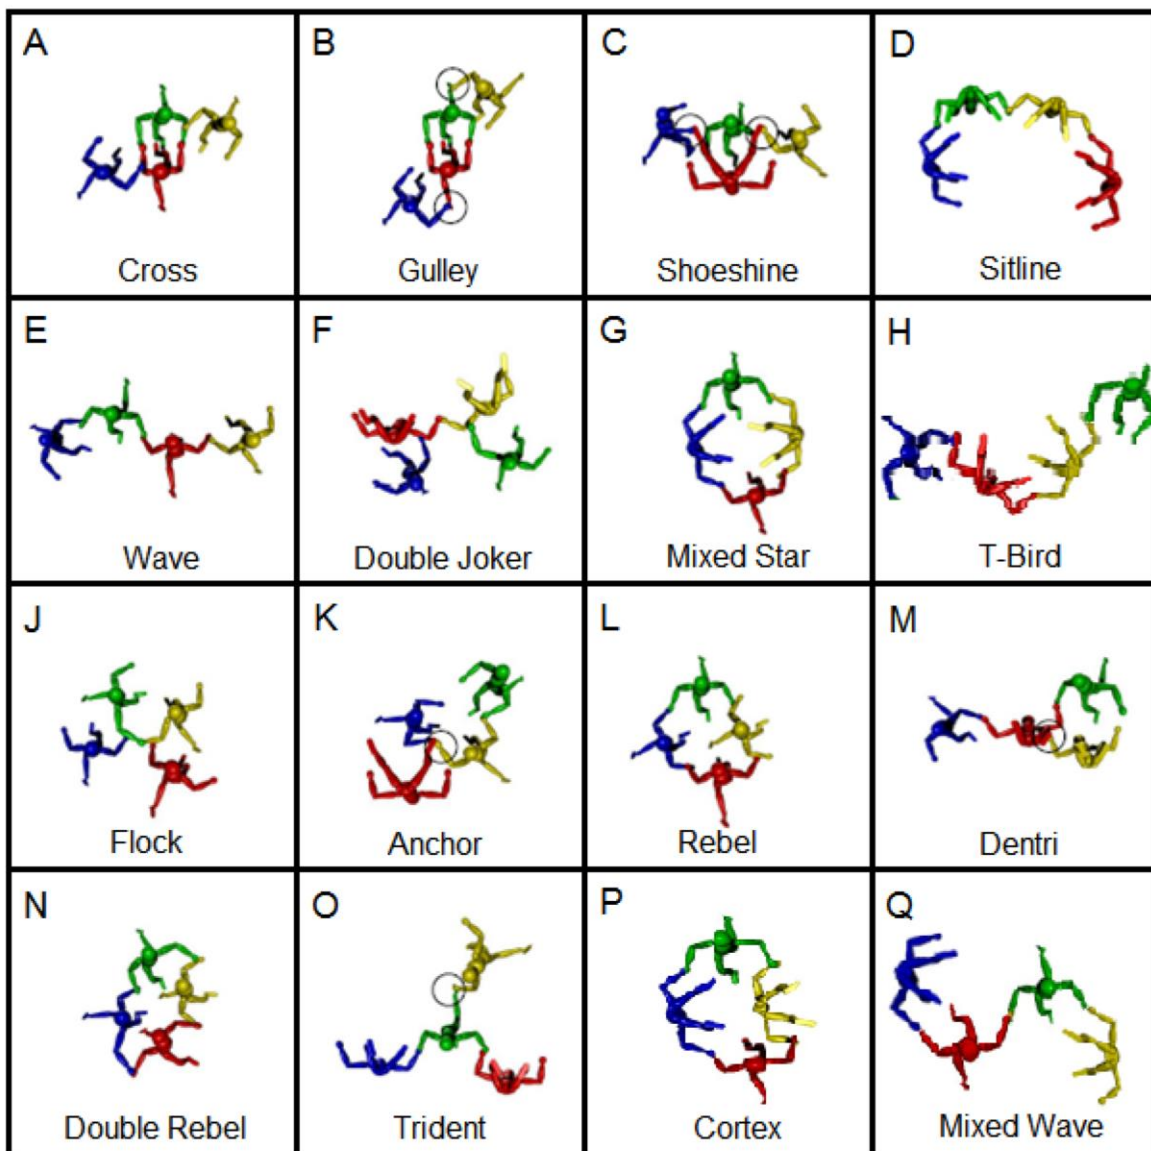 A
B
C
D
Cross
Gulley
Shoeshine
Sitline
E
F
G
H
Wave
Double Joker
Mixed Star
T-Bird
J
K
L
M
Flock
Anchor
Rebel
Dentri
N
O
P
Q
Double Rebel
Trident
Cortex
Mixed Wave